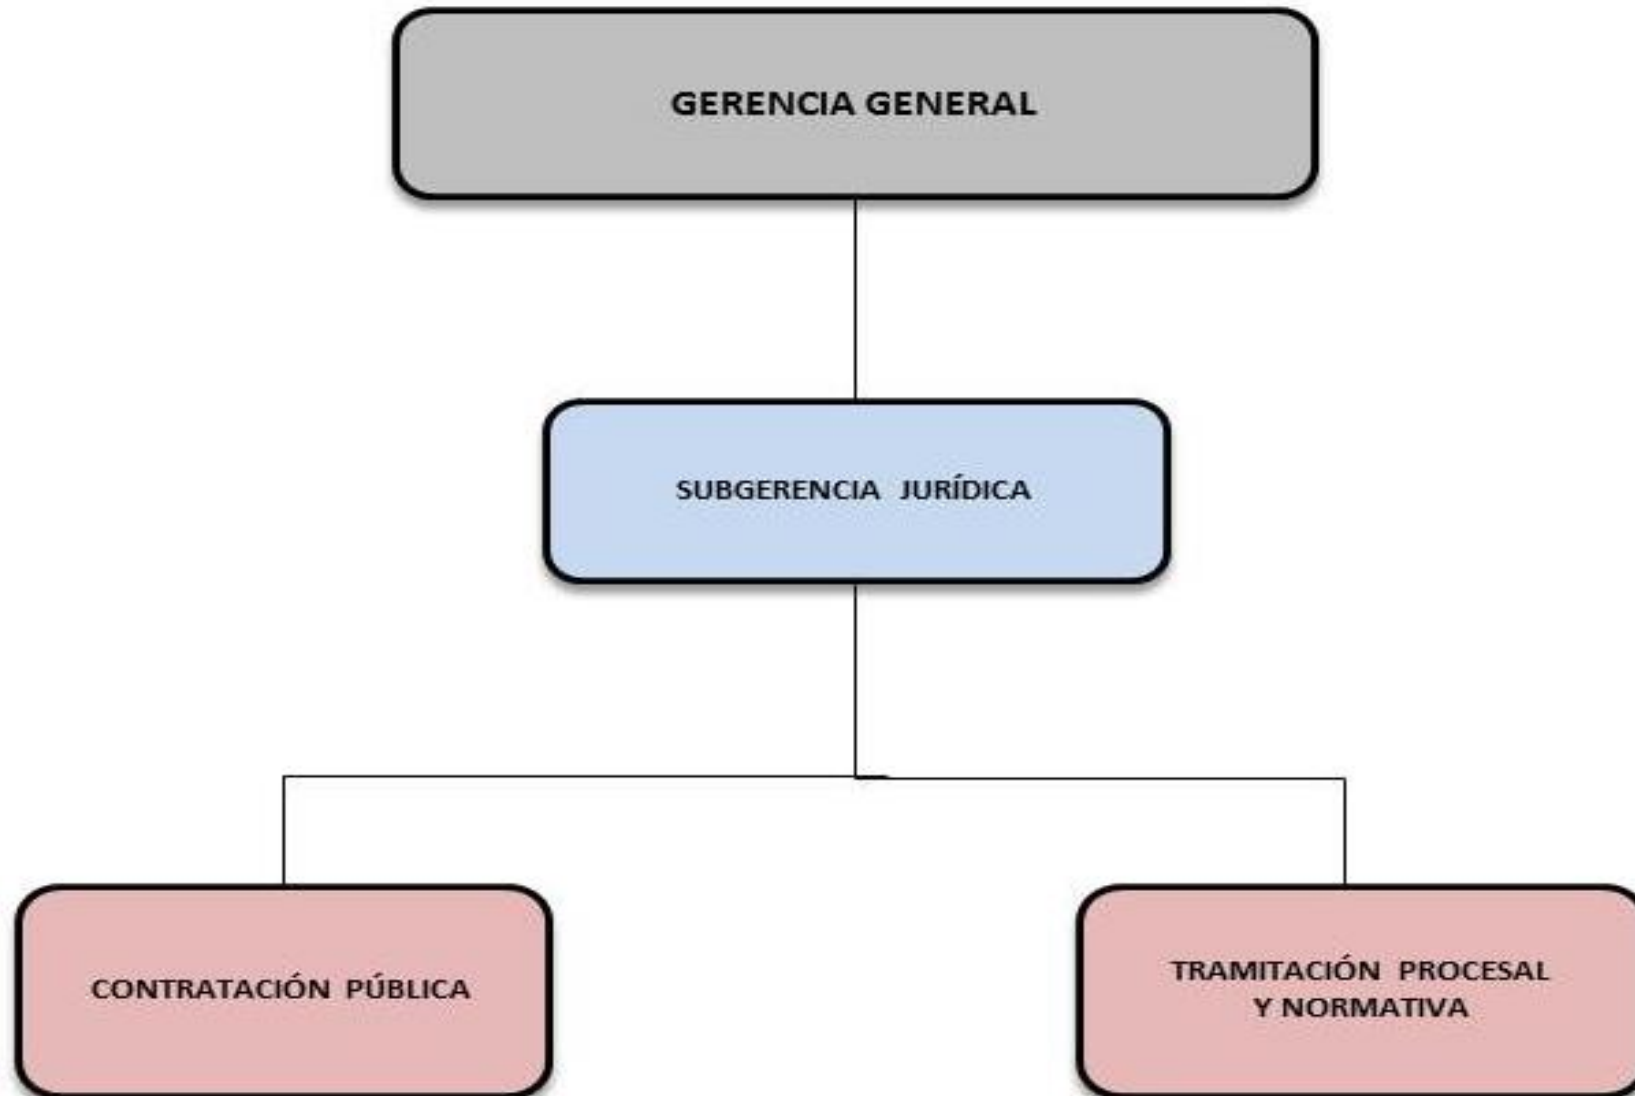 GERENCIA GENERAL
SUBGERENCIA JURÍDICA
CONTRATACIÓN PÚBLICA
TRAMITACIÓN PROCESAL
Y NORMATIVA